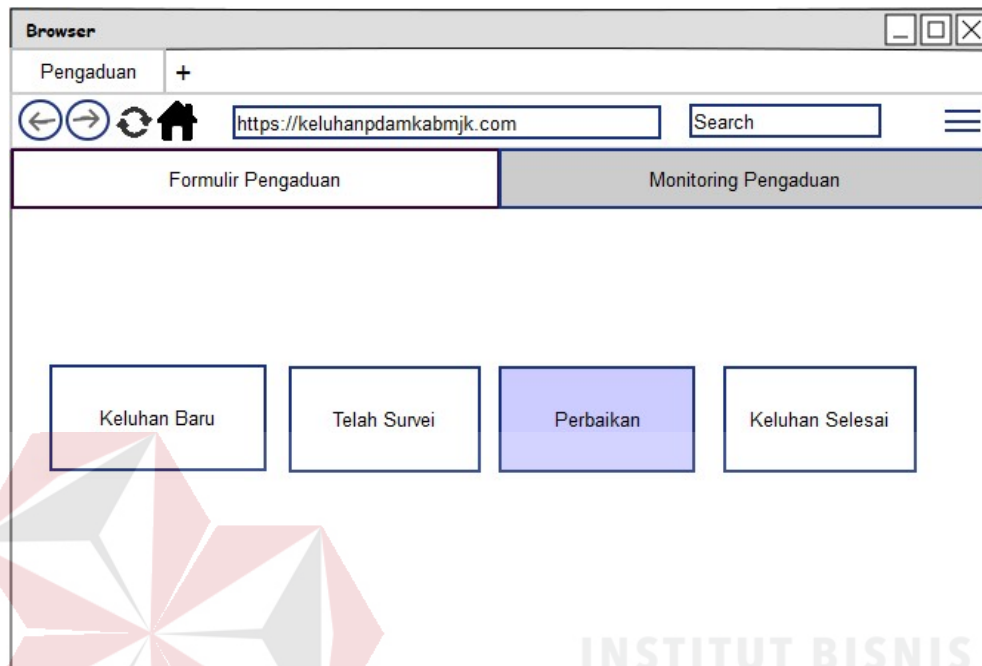 Browser
Pengaduan +
https://keluhanpdamkabmjk.com Search
Formulir Pengaduan Monitoring Pengaduan
Keluhan Baru Telah Survei Perbaikan Keluhan Selesai
INSTITUT BISNIS